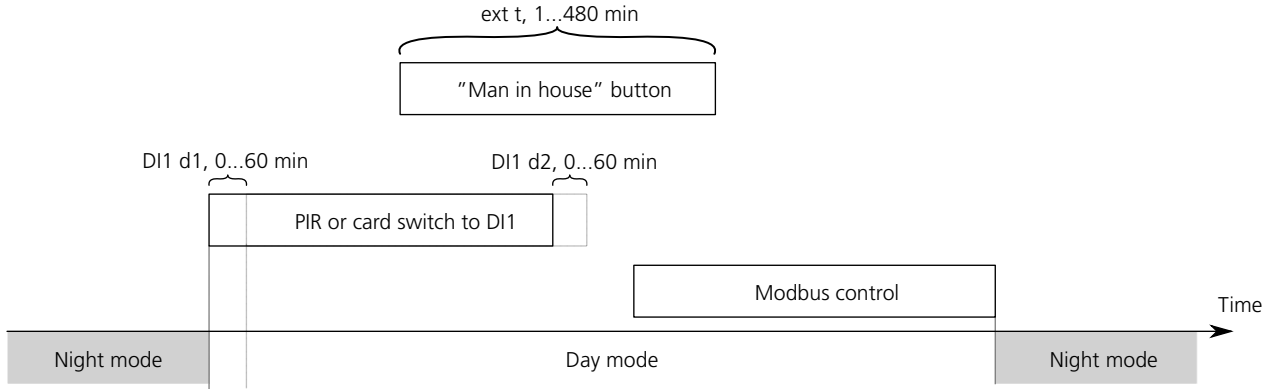 ext t, 1...480 min
”Man in house” button
DI1 d1, 0...60 min
DI1 d2, 0...60 min
PIR or card switch to DI1
Modbus control
Time
Night mode
Day mode
Night mode